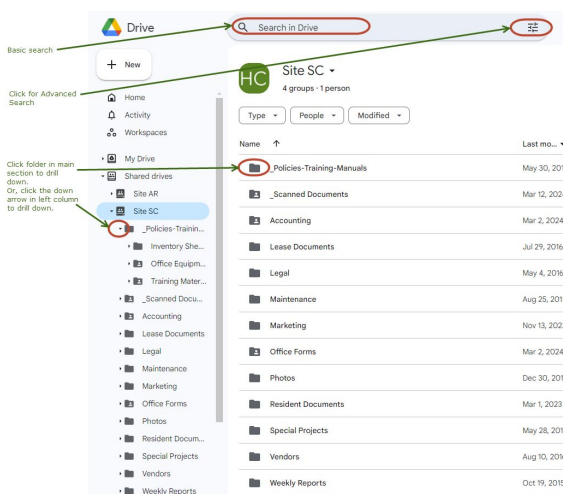 Drive
Search in Drive
Basic search
New
Click for Advanced
Search
Home
Activity
Workspaces
My Drive
Shared drives
Site AR
Site SC
Click folder in main
section to drill
down.
Or, click the down
arrow in left column
to drill down.
_Policies-Trainin...
Inventory She...
Office Equipm...
Training Mater...
_Scanned Docu...
Accounting
Lease Documents
Legal
Maintenance
Marketing
Office Forms
Photos
Resident Docum...
Special Projects
Vendors
Weekly Reports
HC
Site SC
4 groups · 1 person
Type
People
Modified
Name
Last mo...
_Policies-Training-Manuals May 30, 201
_Scanned Documents Mar 12, 202
Accounting Mar 2, 2024
Lease Documents Jul 29, 2016
Legal May 4, 2016
Maintenance Aug 25, 201
Marketing Nov 13, 202
Office Forms Mar 2, 2024
Photos Dec 30, 201
Resident Documents Mar 1, 2023
Special Projects May 28, 201
Vendors Aug 10, 201
Weekly Reports Oct 19, 2015